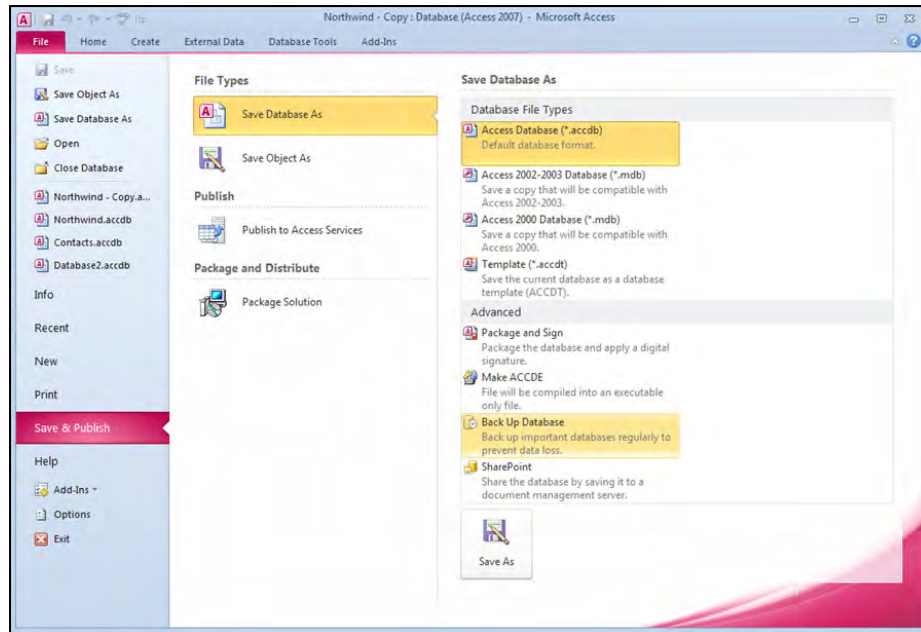 Northwind - Copy : Database (Access 2007) - Microsoft Access
File Home Create External Data Database Tools Add-Ins
Save
Save Object As
Save Database As
Open
Close Database
Northwind - Copy.a...
Northwind.accdb
Contacts.accdb
Database2.accdb
Info
Recent
New
Print
Save & Publish
Help
Add-Ins
Options
Exit
File Types
Save Database As
Save Object As
Publish
Publish to Access Services
Package and Distribute
Package Solution
Save Database As
Database File Types
Access Database (*.accdb)
Default database format.
Access 2002-2003 Database (*.mdb)
Save a copy that will be compatible with
Access 2002-2003.
Access 2000 Database (*.mdb)
Save a copy that will be compatible with
Access 2000.
Template (*.accdt)
Save the current database as a database
template (ACCDT).
Advanced
Package and Sign
Package the database and apply a digital
signature.
Make ACCDE
File will be compiled into an executable
only file.
Back Up Database
Back up important databases regularly to
prevent data loss.
SharePoint
Share the database by saving it to a
document management server.
Save As